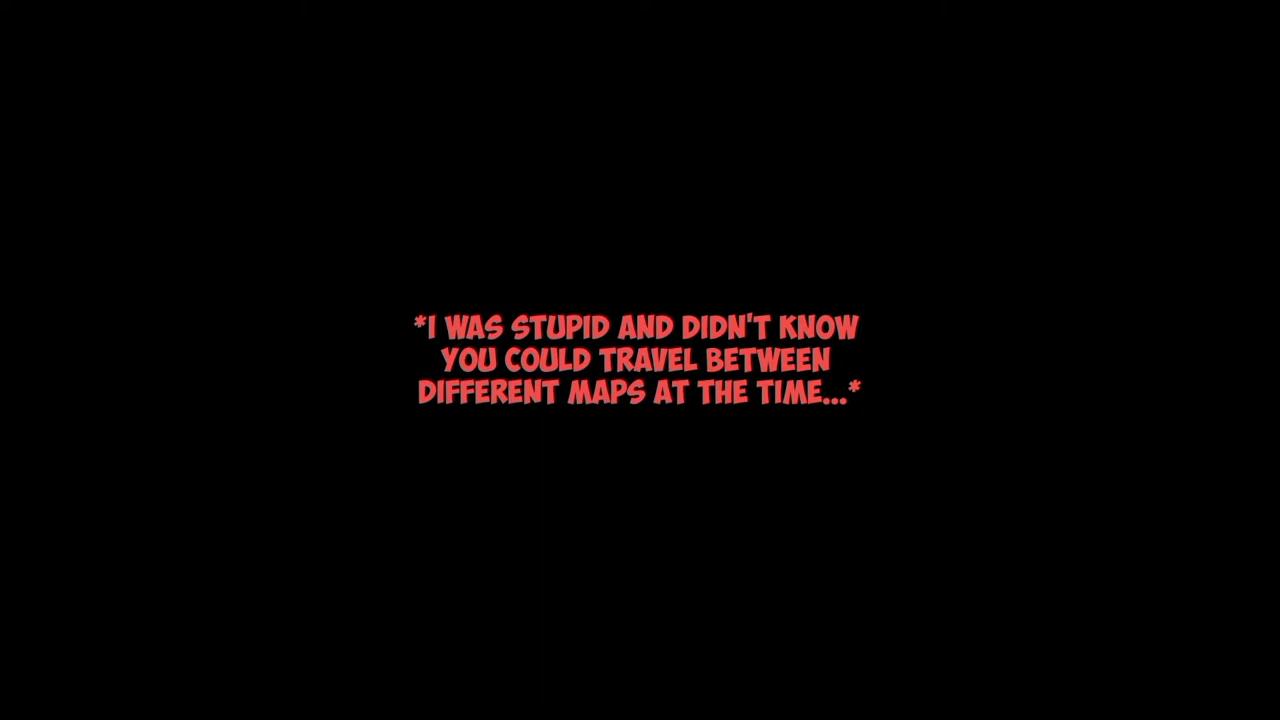 *I WAS STUPID AND DIDN'T KNOW
YOU COULD TRAVEL BETWEEN
DIFFERENT MAPS AT THE TIME...*